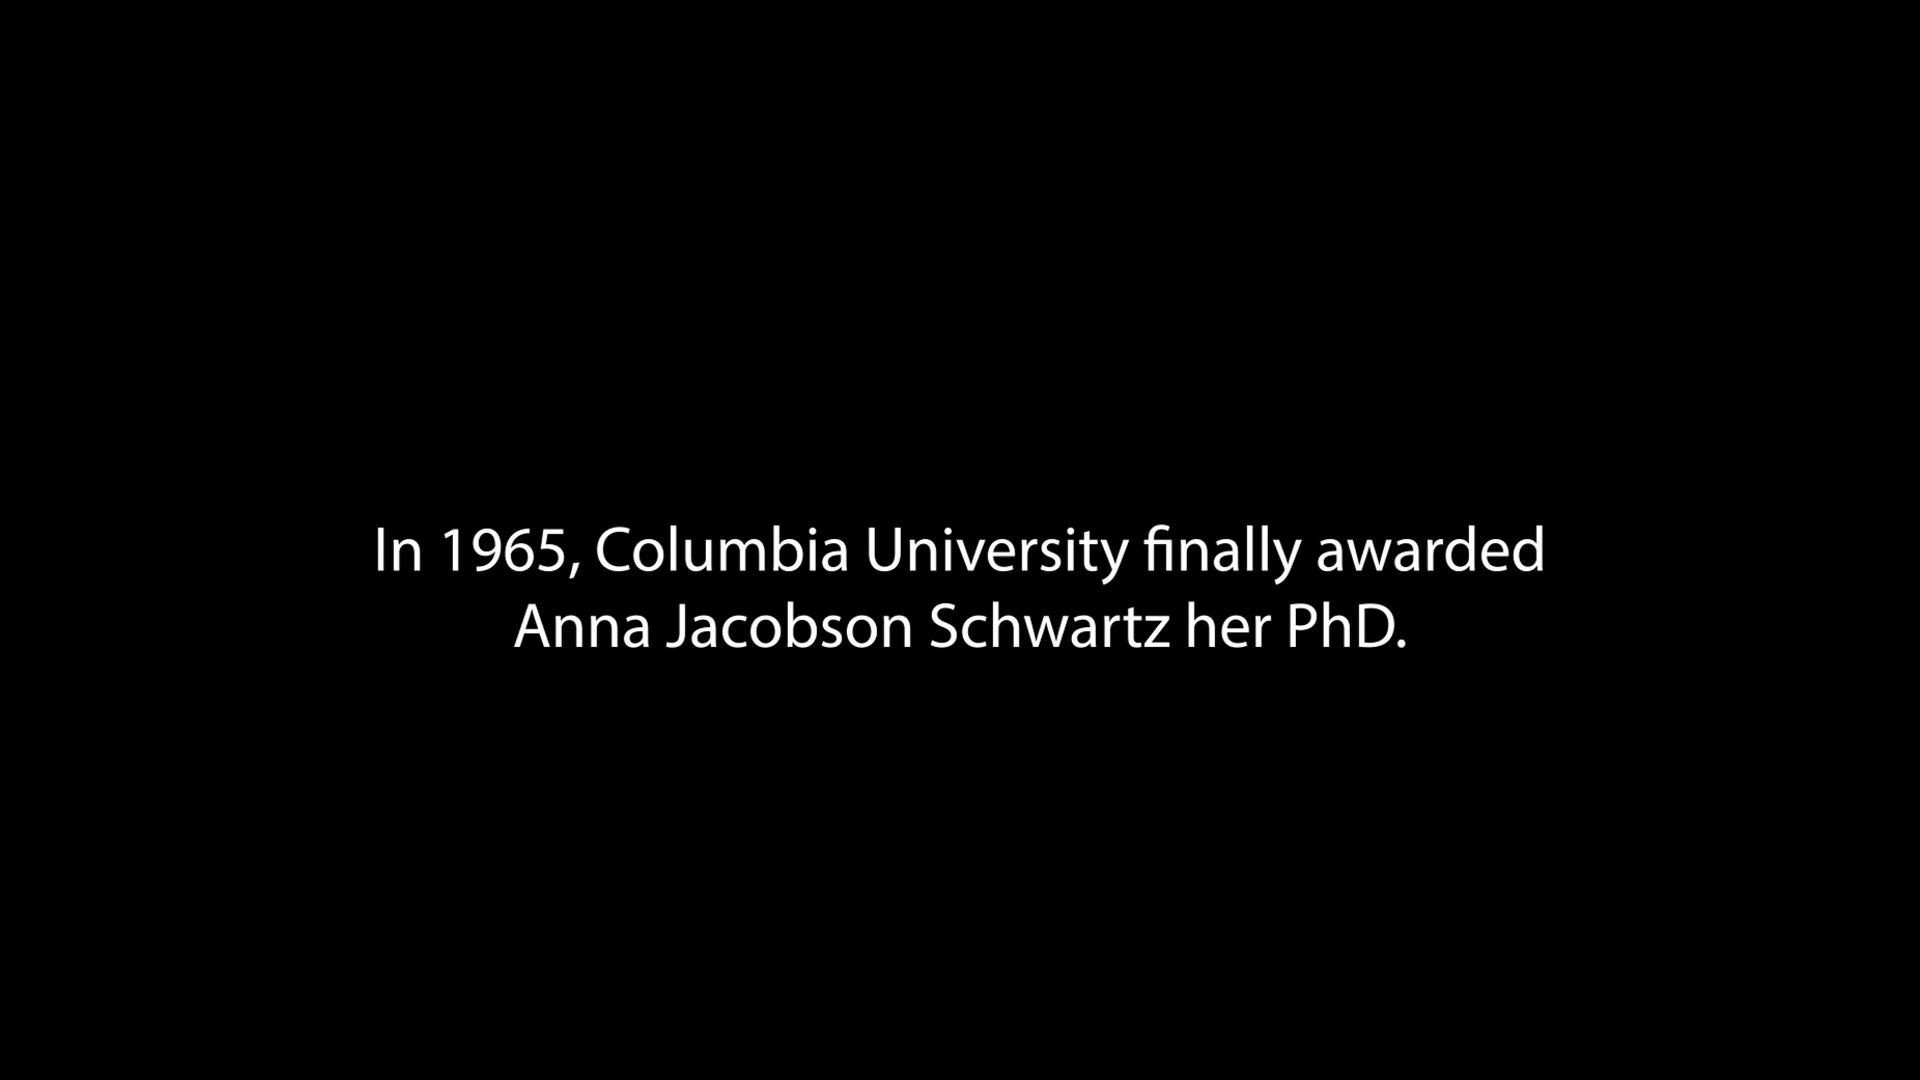 In 1965, Columbia University finally awarded
Anna Jacobson Schwartz her PhD.